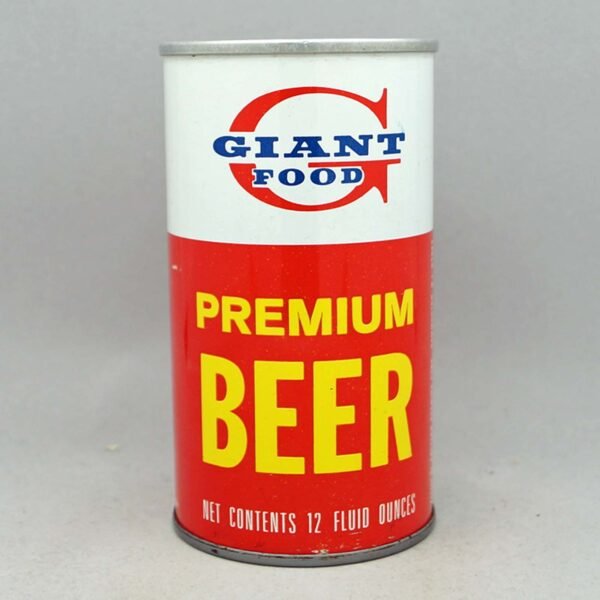 GIANT
FOOD
PREMIUM
BEER
NET CONTENTS 12 FLUID OUNCES